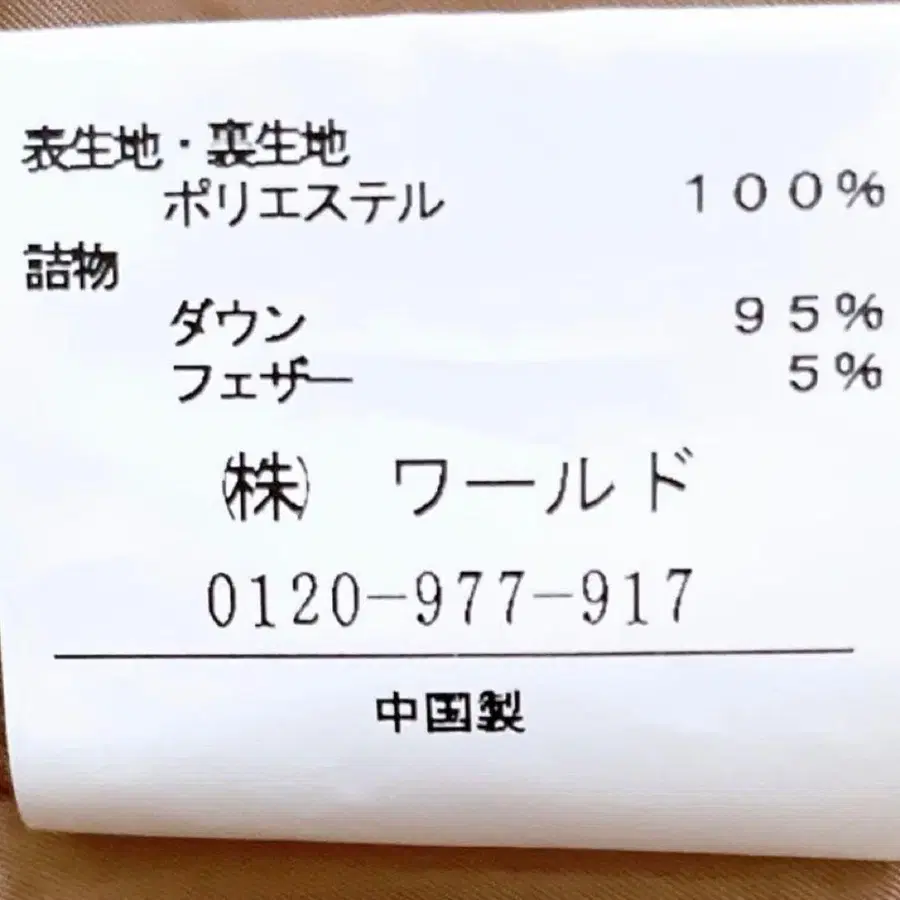 表生地・裏生地
ポリエステル 100%
詰物
ダウン 95%
フェザー 5%
㈱ ワールド
0120-977-917
中国製